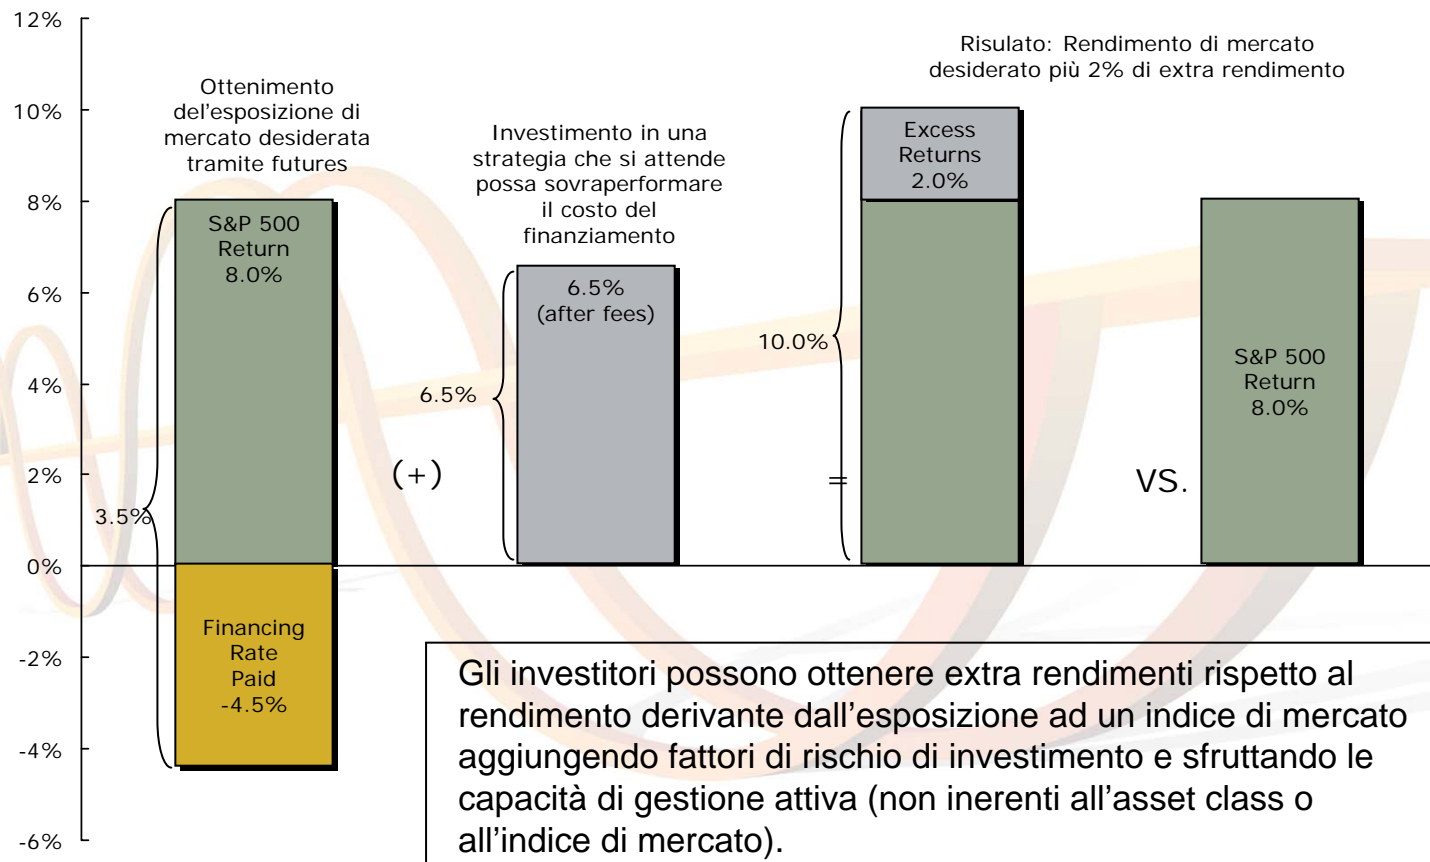 12%
10%
8%
6%
4%
2%
0%
-2%
-4%
-6%
Ottenimento
del'esposizione di
mercato desiderata
tramite futures
S&P 500
Return
8.0%
3.5%
Financing
Rate
Paid
-4.5%
(+)
Investimento in una
strategia che si attende
possa sovraperformare
il costo del
finanziamento
6.5%
(after fees)
6.5%
=
Risulato: Rendimento di mercato
desiderato più 2% di extra rendimento
Excess
Returns
2.0%
10.0%
VS.
S&P 500
Return
8.0%
Gli investitori possono ottenere extra rendimenti rispetto al
rendimento derivante dall'esposizione ad un indice di mercato
aggiungendo fattori di rischio di investimento e sfruttando le
capacità di gestione attiva (non inerenti all'asset class o
all'indice di mercato).